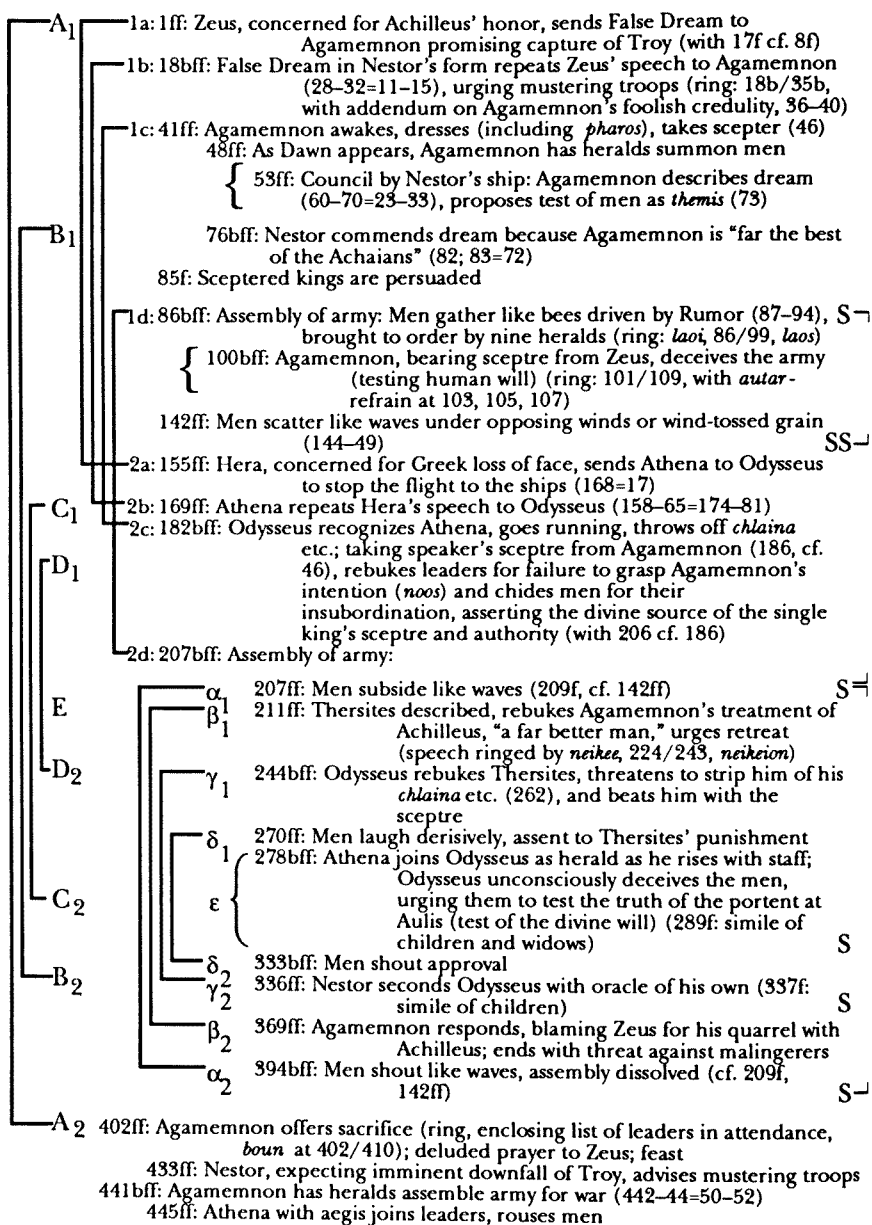 A1 1a: 1ff: Zeus, concerned for Achilleus' honor, sends False Dream to
Agamemnon promising capture of Troy (with 17f cf. 8f)
1b: 18bff: False Dream in Nestor's form repeats Zeus' speech to Agamemnon
(28–32=11–15), urging mustering troops (ring: 18b/35b,
with addendum on Agamemnon's foolish credulity, 36–40)
1c: 41ff: Agamemnon awakes, dresses (including pharos), takes scepter (46)
48ff: As Dawn appears, Agamemnon has heralds summon men
{ 53ff: Council by Nestor's ship: Agamemnon describes dream
(60–70=23–33), proposes test of men as themis (73)
B1 76bff: Nestor commends dream because Agamemnon is "far the best
of the Achaians" (82; 83=72)
85f: Sceptered kings are persuaded
1d: 86bff: Assembly of army: Men gather like bees driven by Rumor (87–94), S
brought to order by nine heralds (ring: laoi, 86/99, laos)
{ 100bff: Agamemnon, bearing sceptre from Zeus, deceives the army
(testing human will) (ring: 101/109, with autar-
refrain at 103, 105, 107)
142ff: Men scatter like waves under opposing winds or wind-tossed grain
(144–49) SS
2a: 155ff: Hera, concerned for Greek loss of face, sends Athena to Odysseus
to stop the flight to the ships (168=17)
C1 2b: 169ff: Athena repeats Hera's speech to Odysseus (158–65=174–81)
2c: 182bff: Odysseus recognizes Athena, goes running, throws off chlaina
etc.; taking speaker's sceptre from Agamemnon (186, cf.
D1 46), rebukes leaders for failure to grasp Agamemnon's
intention (noos) and chides men for their
insubordination, asserting the divine source of the single
king's sceptre and authority (with 206 cf. 186)
2d: 207bff: Assembly of army:
E α1 207ff: Men subside like waves (209f, cf. 142ff) S
β1 211ff: Thersites described, rebukes Agamemnon's treatment of
Achilleus, "a far better man," urges retreat
(speech ringed by neikee, 224/243, neikeion)
D2 γ1 244bff: Odysseus rebukes Thersites, threatens to strip him of his
chlaina etc. (262), and beats him with the
sceptre
δ1 270ff: Men laugh derisively, assent to Thersites' punishment
278bff: Athena joins Odysseus as herald as he rises with staff;
Odysseus unconsciously deceives the men,
C2 ε { urging them to test the truth of the portent at
Aulis (test of the divine will) (289f: simile of
children and widows) S
δ2 333bff: Men shout approval
B2 γ2 336ff: Nestor seconds Odysseus with oracle of his own (337f:
simile of children) S
β2 369ff: Agamemnon responds, blaming Zeus for his quarrel with
Achilleus; ends with threat against malingerers
α2 394bff: Men shout like waves, assembly dissolved (cf. 209f,
142ff) S
A2 402ff: Agamemnon offers sacrifice (ring, enclosing list of leaders in attendance,
boun at 402/410); deluded prayer to Zeus; feast
433ff: Nestor, expecting imminent downfall of Troy, advises mustering troops
441bff: Agamemnon has heralds assemble army for war (442–44=50–52)
445ff: Athena with aegis joins leaders, rouses men